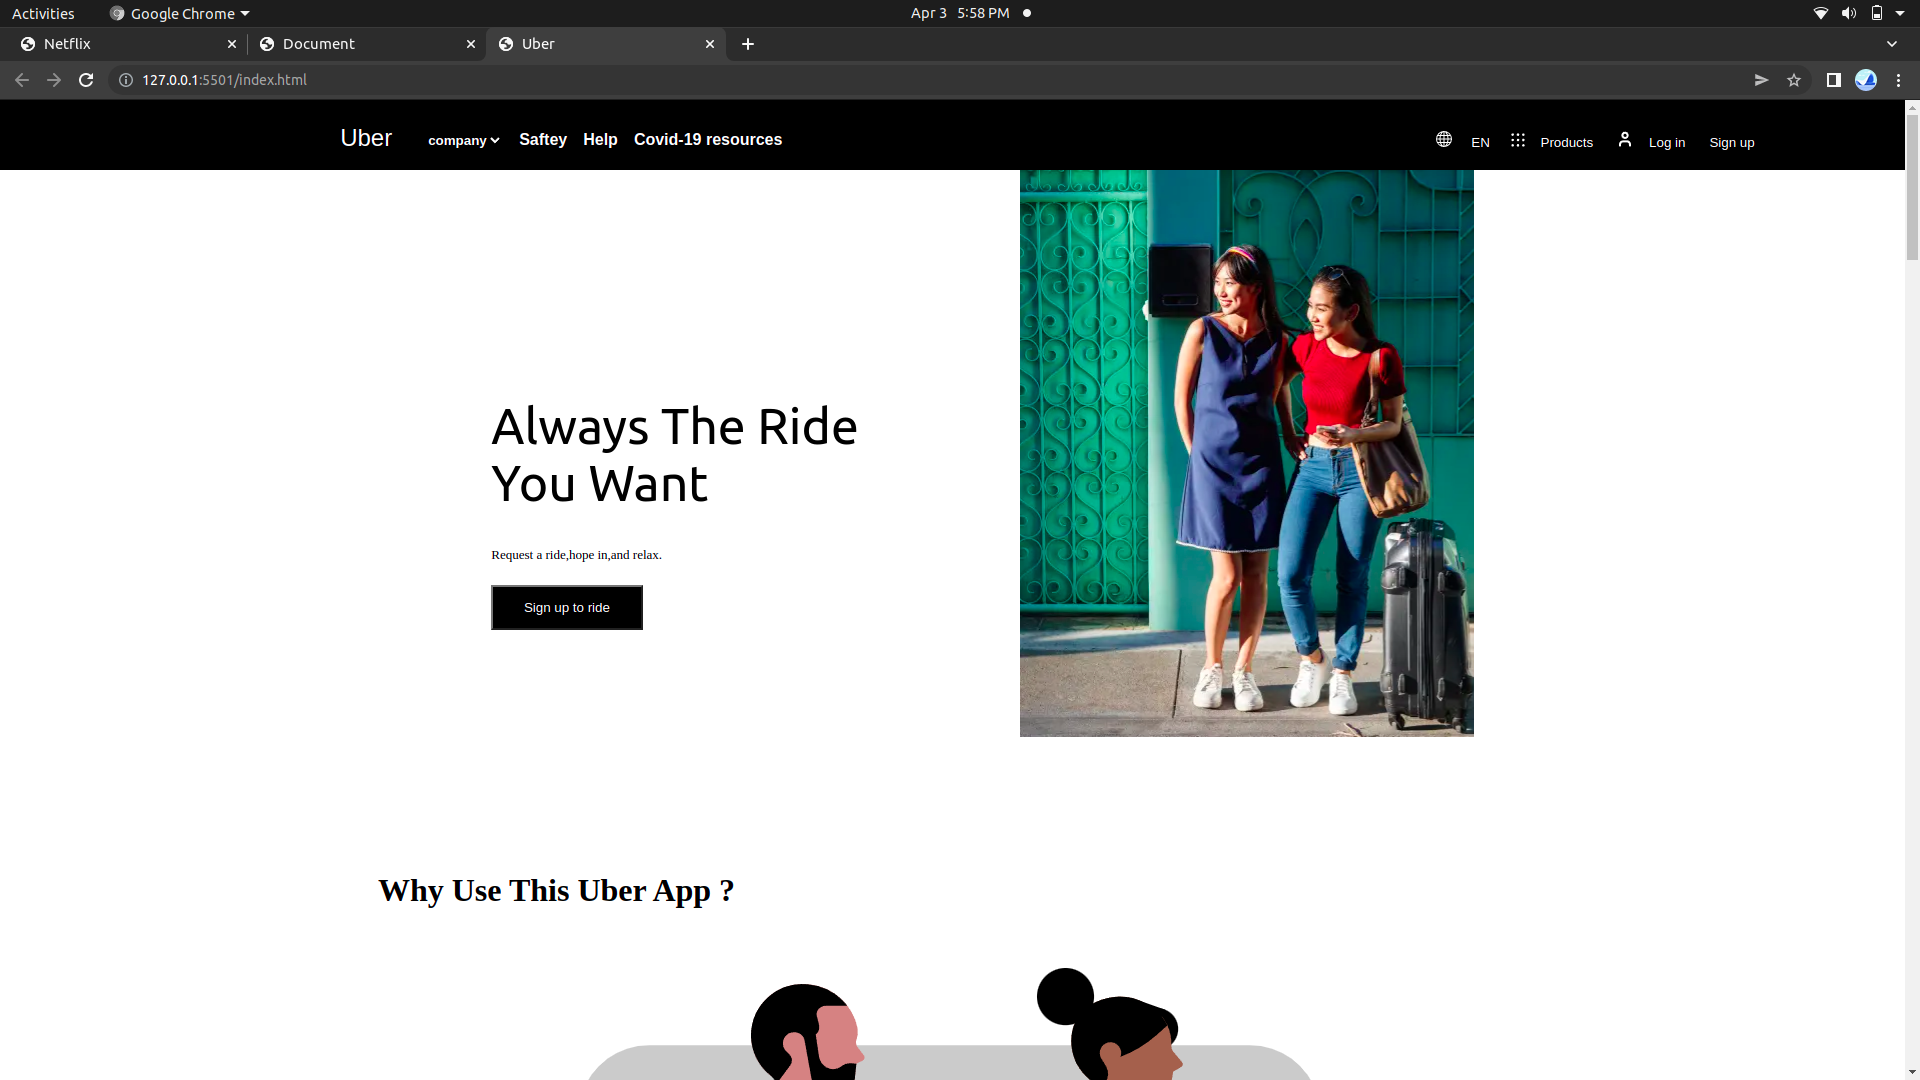 Activities
Google Chrome
Apr 3 5:58 PM
Netflix
Document
Uber
127.0.0.1:5501/index.html
Uber
company
Saftey
Help
Covid-19 resources
EN
Products
Log in
Sign up
Always The Ride
You Want
Request a ride,hope in,and relax.
Sign up to ride
Why Use This Uber App ?